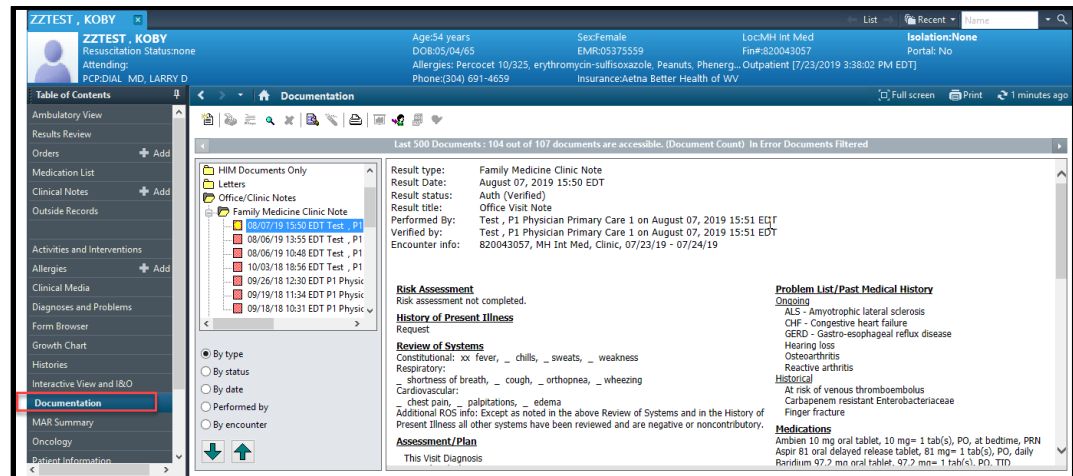 ZZTEST , KOBY
List
Recent
Name
ZZTEST , KOBY
Age:54 years
Sex:Female
Loc:MH Int Med
Isolation:None
Resuscitation Status:none
DOB:05/04/65
EMR:05375559
Fin#:820043057
Portal: No
Attending:
Allergies: Percocet 10/325, erythromycin-sulfisoxazole, Peanuts, Phenerg...
Outpatient [7/23/2019 3:38:02 PM EDT]
PCP:DIAL MD, LARRY D
Phone:(304) 691-4659
Insurance:Aetna Better Health of WV
Table of Contents
Documentation
Full screen
Print
1 minutes ago
Ambulatory View
Results Review
Orders
Add
Medication List
Clinical Notes
Add
Outside Records
Activities and Interventions
Allergies
Add
Clinical Media
Diagnoses and Problems
Form Browser
Growth Chart
Histories
Interactive View and I&O
Documentation
MAR Summary
Oncology
Patient Information
Last 500 Documents : 104 out of 107 documents are accessible. (Document Count) In Error Documents Filtered
HIM Documents Only
Letters
Office/Clinic Notes
Family Medicine Clinic Note
08/07/19 15:50 EDT Test , P1
08/06/19 13:55 EDT Test , P1
08/06/19 10:48 EDT Test , P1
10/03/18 18:56 EDT Test , P1
09/26/18 12:30 EDT P1 Physic
09/19/18 11:34 EDT P1 Physic
09/18/18 10:31 EDT P1 Physic
By type
By status
By date
Performed by
By encounter
Result type: Family Medicine Clinic Note
Result Date: August 07, 2019 15:50 EDT
Result status: Auth (Verified)
Result title: Office Visit Note
Performed By: Test , P1 Physician Primary Care 1 on August 07, 2019 15:51 EDT
Verified by: Test , P1 Physician Primary Care 1 on August 07, 2019 15:51 EDT
Encounter info: 820043057, MH Int Med, Clinic, 07/23/19 - 07/24/19
Risk Assessment
Risk assessment not completed.
History of Present Illness
Request
Review of Systems
Constitutional: xx fever, _ chills, _ sweats, _ weakness
Respiratory:
_ shortness of breath, _ cough, _ orthopnea, _ wheezing
Cardiovascular:
_ chest pain, _ palpitations, _ edema
Additional ROS info: Except as noted in the above Review of Systems and in the History of
Present Illness all other systems have been reviewed and are negative or noncontributory.
Assessment/Plan
This Visit Diagnosis
Problem List/Past Medical History
Ongoing
ALS - Amyotrophic lateral sclerosis
CHF - Congestive heart failure
GERD - Gastro-esophageal reflux disease
Hearing loss
Osteoarthritis
Reactive arthritis
Historical
At risk of venous thromboembolus
Carbapenem resistant Enterobacteriaceae
Finger fracture
Medications
Ambien 10 mg oral tablet, 10 mg= 1 tab(s), PO, at bedtime, PRN
Aspir 81 oral delayed release tablet, 81 mg= 1 tab(s), PO, daily
Baridium 97.2 mg oral tablet, 97.2 mg= 1 tab(s), PO, TID